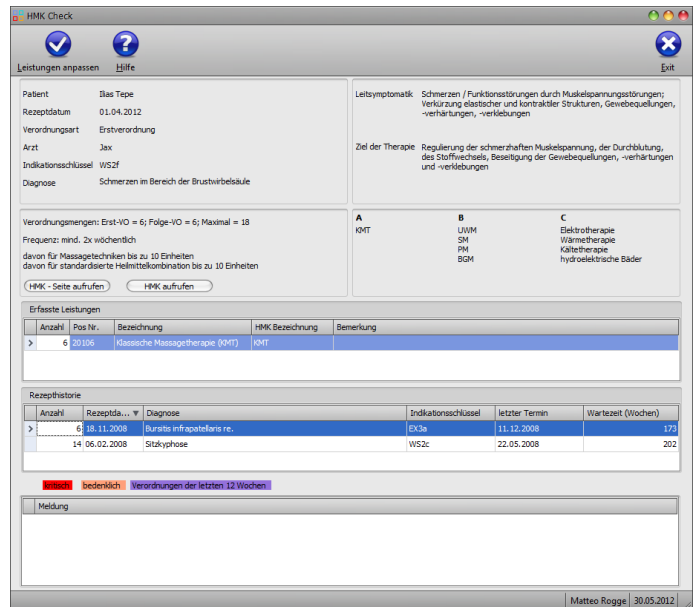 HMK Check
Leistungen anpassen
Hilfe
Exit
Patient Ilias Tepe
Rezeptdatum 01.04.2012
Verordnungsart Erstverordnung
Arzt Jax
Indikationsschlüssel WS2f
Diagnose Schmerzen im Bereich der Brustwirbelsäule
Leitsymptomatik Schmerzen / Funktionsstörungen durch Muskelspannungsstörungen;
Verkürzung elastischer und kontraktiler Strukturen, Gewebequellungen,
-verhärtungen, -verklebungen
Ziel der Therapie Regulierung der schmerzhaften Muskelspannung, der Durchblutung,
des Stoffwechsels, Beseitigung der Gewebequellungen, -verhärtungen
und -verklebungen
Verordnungsmengen: Erst-VO = 6; Folge-VO = 6; Maximal = 18
Frequenz: mind. 2x wöchentlich
davon für Massagetechniken bis zu 10 Einheiten
davon für standardisierte Heilmittelkombination bis zu 10 Einheiten
HMK - Seite aufrufen HMK aufrufen
A B C
KMT UWM Elektrotherapie
SM Wärmetherapie
PM Kältetherapie
BGM hydroelektrische Bäder
Erfasste Leistungen
Anzahl Pos Nr. Bezeichnung HMK Bezeichnung Bemerkung
6 20106 Klassische Massagetherapie (KMT) KMT
Rezepthistorie
Anzahl Rezeptda... Diagnose Indikationsschlüssel letzter Termin Wartezeit (Wochen)
6 18.11.2008 Bursitis infrapatellaris re. EX3a 11.12.2008 173
14 06.02.2008 Sitzkyphose WS2c 22.05.2008 202
kritisch bedenklich Verordnungen der letzten 12 Wochen
Meldung
Matteo Rogge 30.05.2012